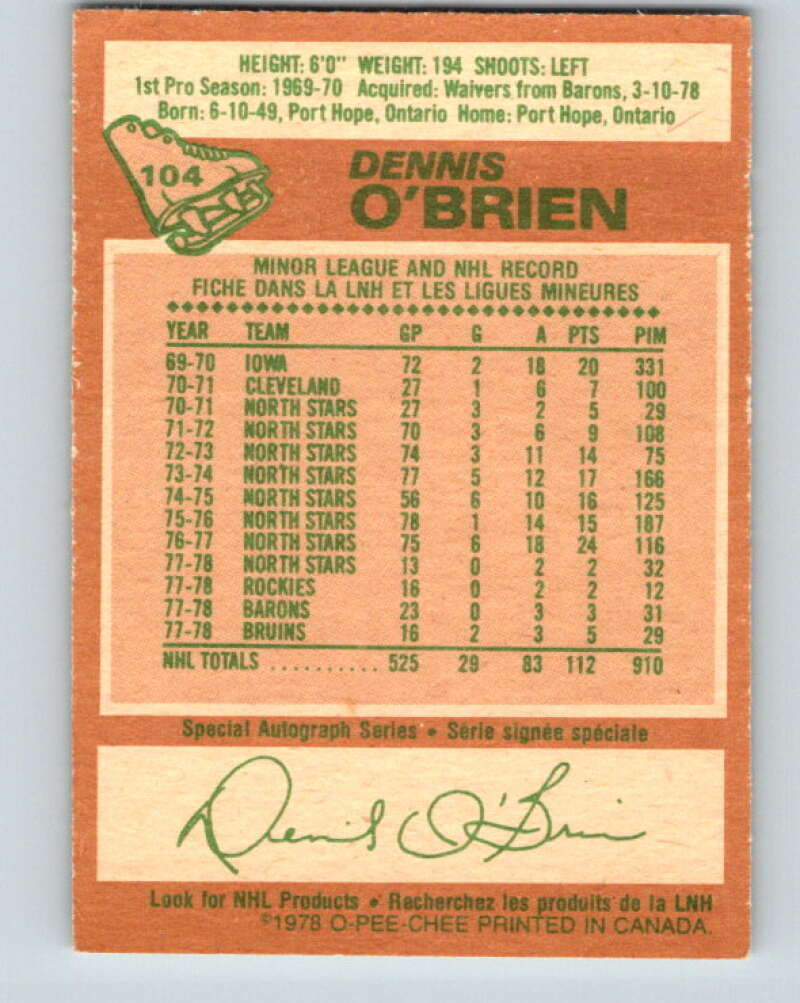 HEIGHT: 6'0" WEIGHT: 194 SHOOTS: LEFT
1st Pro Season: 1969-70 Acquired: Waivers from Barons, 3-10-78
Born: 6-10-49, Port Hope, Ontario Home: Port Hope, Ontario
104
DENNIS
O'BRIEN
MINOR LEAGUE AND NHL RECORD
FICHE DANS LA LNH ET LES LIGUES MINEURES
YEAR TEAM GP G A PTS PIM
69-70 IOWA 72 2 18 20 331
70-71 CLEVELAND 27 1 6 7 100
70-71 NORTH STARS 27 3 2 5 29
71-72 NORTH STARS 70 3 6 9 108
72-73 NORTH STARS 74 3 11 14 75
73-74 NORTH STARS 77 5 12 17 166
74-75 NORTH STARS 56 6 10 16 125
75-76 NORTH STARS 78 1 14 15 187
76-77 NORTH STARS 75 6 18 24 116
77-78 NORTH STARS 13 0 2 2 32
77-78 ROCKIES 16 0 2 2 12
77-78 BARONS 23 0 3 3 31
77-78 BRUINS 16 2 3 5 29
NHL TOTALS .......... 525 29 83 112 910
Special Autograph Series • Série signée spéciale
Dennis O'Brien
Look for NHL Products • Recherchez les produits de la LNH
©1978 O-PEE-CHEE PRINTED IN CANADA.